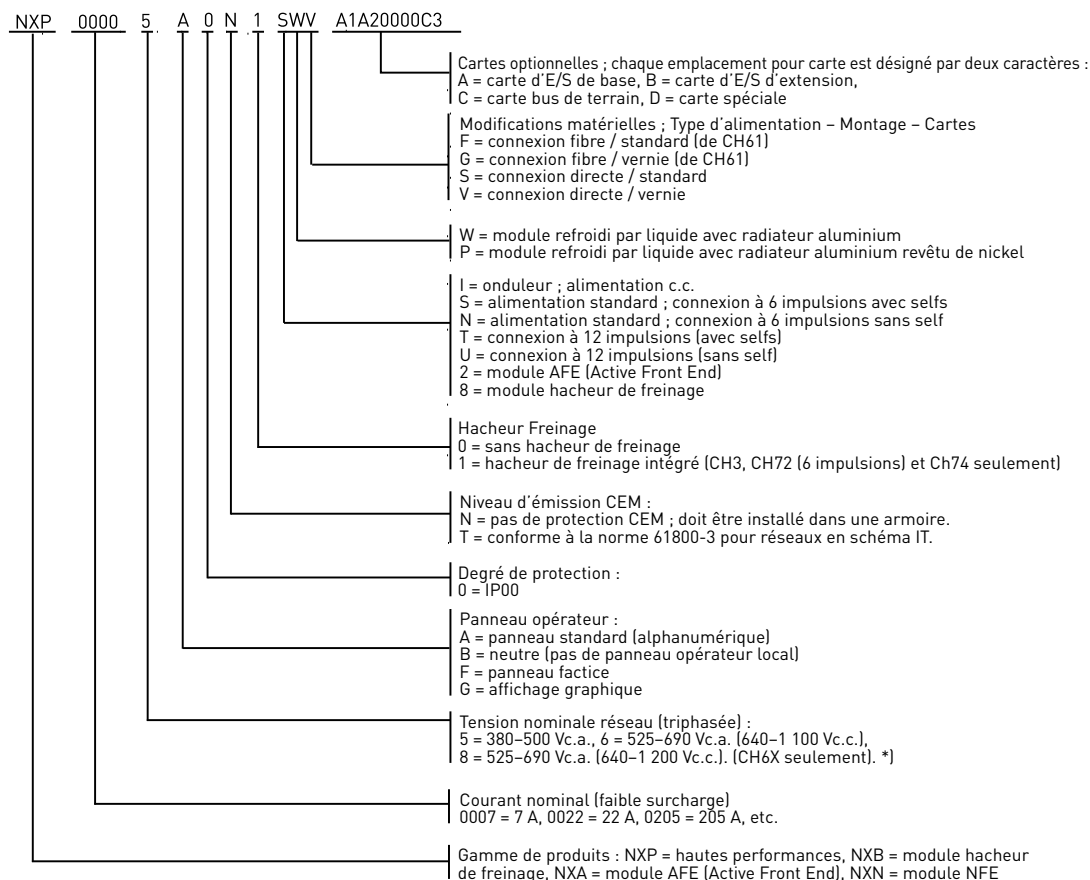 NXP 0000 5 A 0 N 1 SWV A1A20000C3
Cartes optionnelles ; chaque emplacement pour carte est désigné par deux caractères :
A = carte d'E/S de base, B = carte d'E/S d'extension,
C = carte bus de terrain, D = carte spéciale
Modifications matérielles ; Type d'alimentation – Montage – Cartes
F = connexion fibre / standard (de CH61)
G = connexion fibre / vernie (de CH61)
S = connexion directe / standard
V = connexion directe / vernie
W = module refroidi par liquide avec radiateur aluminium
P = module refroidi par liquide avec radiateur aluminium revêtu de nickel
I = onduleur ; alimentation c.c.
S = alimentation standard ; connexion à 6 impulsions avec selfs
N = alimentation standard ; connexion à 6 impulsions sans self
T = connexion à 12 impulsions (avec selfs)
U = connexion à 12 impulsions (sans self)
2 = module AFE (Active Front End)
8 = module hacheur de freinage
Hacheur Freinage
0 = sans hacheur de freinage
1 = hacheur de freinage intégré (CH3, CH72 (6 impulsions) et Ch74 seulement)
Niveau d'émission CEM :
N = pas de protection CEM ; doit être installé dans une armoire.
T = conforme à la norme 61800-3 pour réseaux en schéma IT.
Degré de protection :
0 = IP00
Panneau opérateur :
A = panneau standard (alphanumérique)
B = neutre (pas de panneau opérateur local)
F = panneau factice
G = affichage graphique
Tension nominale réseau (triphasée) :
5 = 380–500 Vc.a., 6 = 525–690 Vc.a. (640–1 100 Vc.c.),
8 = 525–690 Vc.a. (640–1 200 Vc.c.). (CH6X seulement). *)
Courant nominal (faible surcharge)
0007 = 7 A, 0022 = 22 A, 0205 = 205 A, etc.
Gamme de produits : NXP = hautes performances, NXB = module hacheur
de freinage, NXA = module AFE (Active Front End), NXN = module NFE